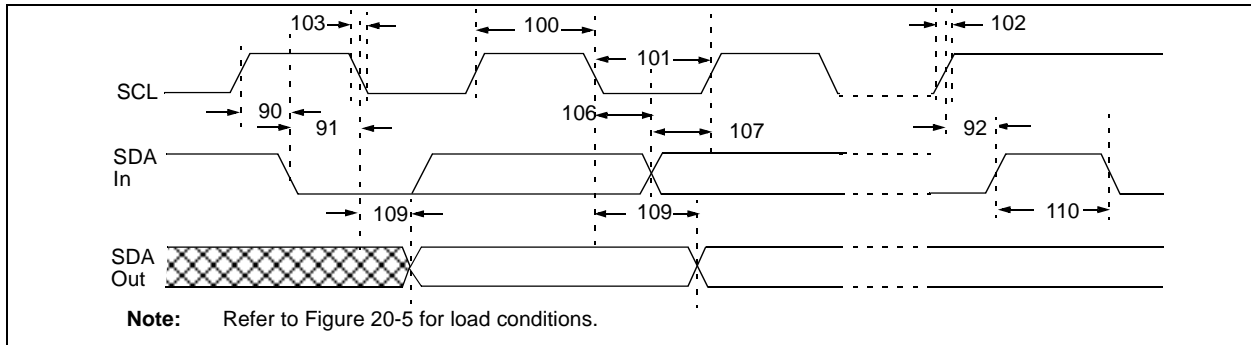 103
100
102
101
SCL
90
106
91
107
92
SDA
In
109
109
110
SDA
Out
Note: Refer to Figure 20-5 for load conditions.